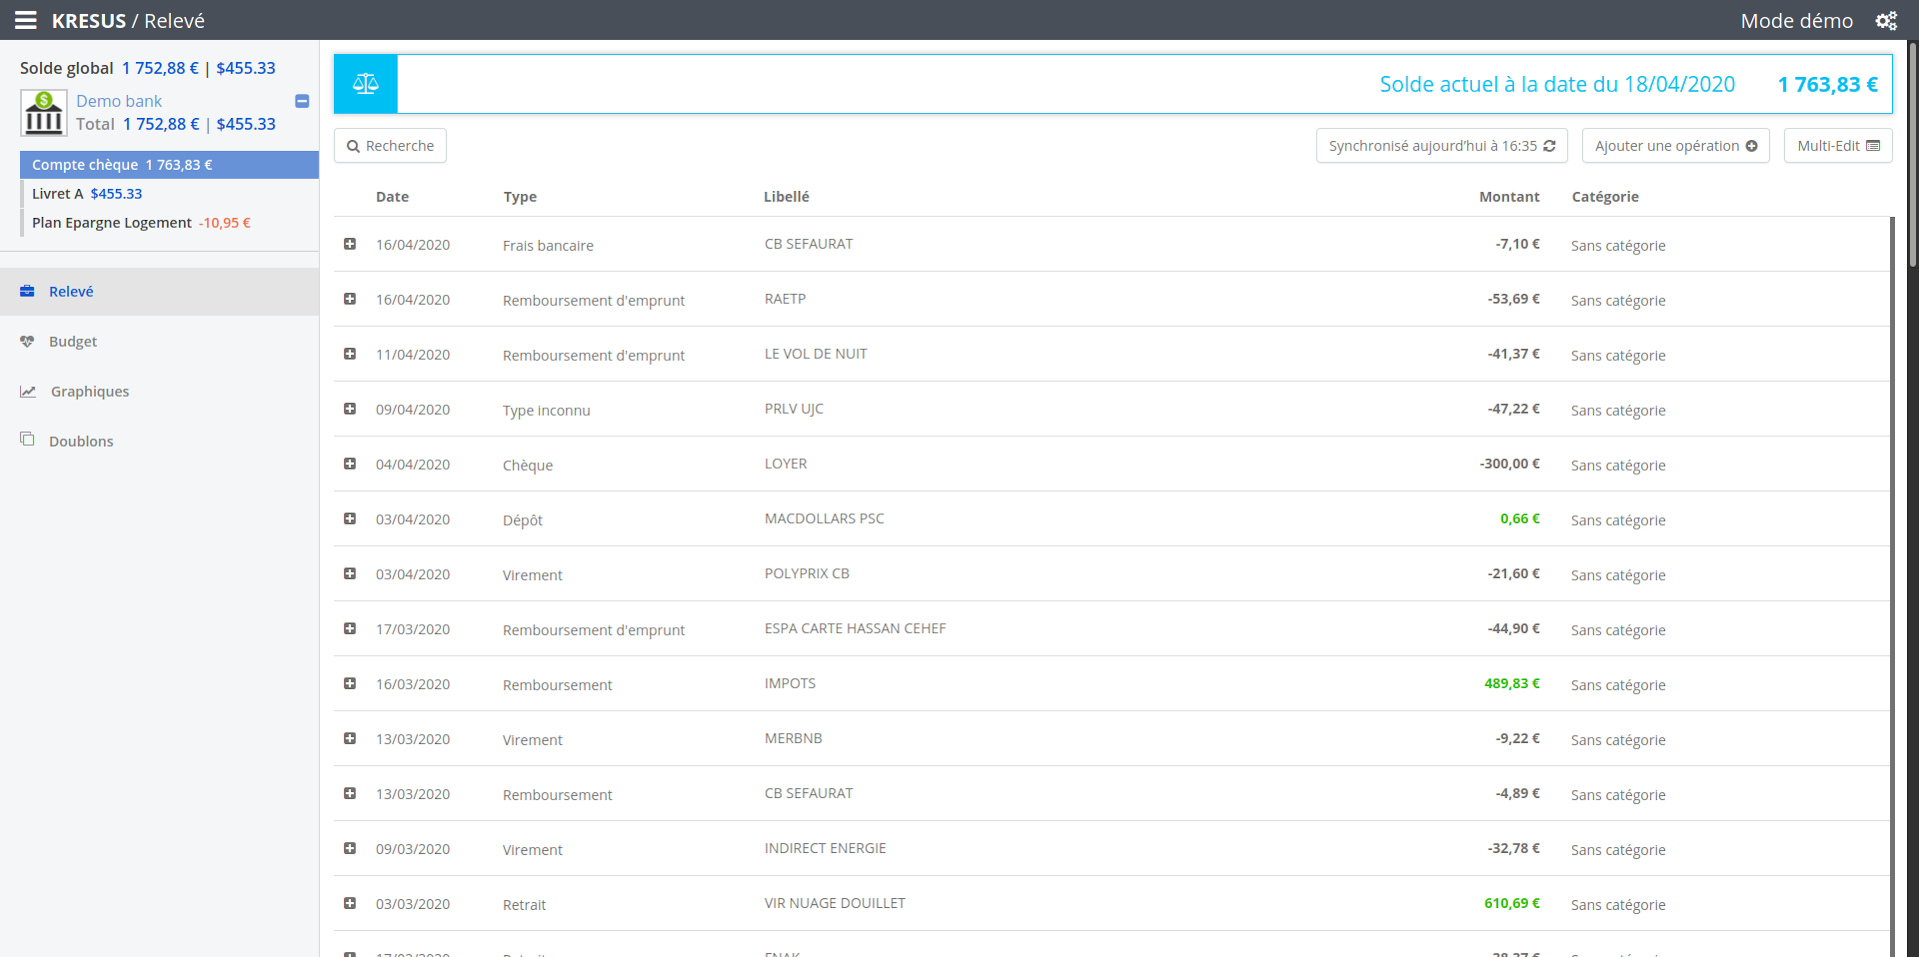 KRESUS / Relevé
Mode démo
Solde global 1 752,88 € | $455.33
Demo bank
Total 1 752,88 € | $455.33
Compte chèque 1 763,83 €
Livret A $455.33
Plan Epargne Logement -10,95 €
Relevé
Budget
Graphiques
Doublons
Solde actuel à la date du 18/04/2020 1 763,83 €
Recherche
Synchronisé aujourd'hui à 16:35
Ajouter une opération
Multi-Edit
Date Type Libellé Montant Catégorie
16/04/2020 Frais bancaire CB SEFAURAT -7,10 € Sans catégorie
16/04/2020 Remboursement d'emprunt RAETP -53,69 € Sans catégorie
11/04/2020 Remboursement d'emprunt LE VOL DE NUIT -41,37 € Sans catégorie
09/04/2020 Type inconnu PRLV UJC -47,22 € Sans catégorie
04/04/2020 Chèque LOYER -300,00 € Sans catégorie
03/04/2020 Dépôt MACDOLLARS PSC 0,66 € Sans catégorie
03/04/2020 Virement POLYPRIX CB -21,60 € Sans catégorie
17/03/2020 Remboursement d'emprunt ESPA CARTE HASSAN CEHEF -44,90 € Sans catégorie
16/03/2020 Remboursement IMPOTS 489,83 € Sans catégorie
13/03/2020 Virement MERBNB -9,22 € Sans catégorie
13/03/2020 Remboursement CB SEFAURAT -4,89 € Sans catégorie
09/03/2020 Virement INDIRECT ENERGIE -32,78 € Sans catégorie
03/03/2020 Retrait VIR NUAGE DOUILLET 610,69 € Sans catégorie